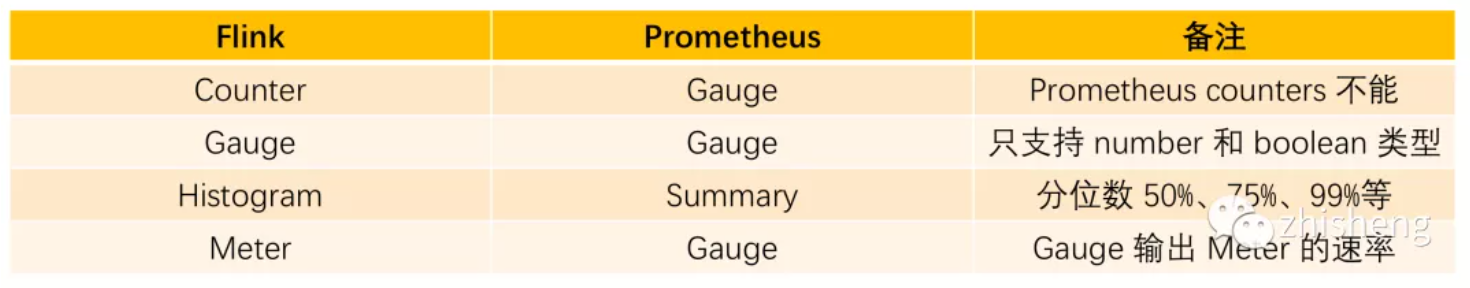 Flink Prometheus 备注
Counter Gauge Prometheus counters 不能
Gauge Gauge 只支持 number 和 boolean 类型
Histogram Summary 分位数 50%、75%、99%等
Meter Gauge Gauge 输出 Meter 的速率
zhisheng